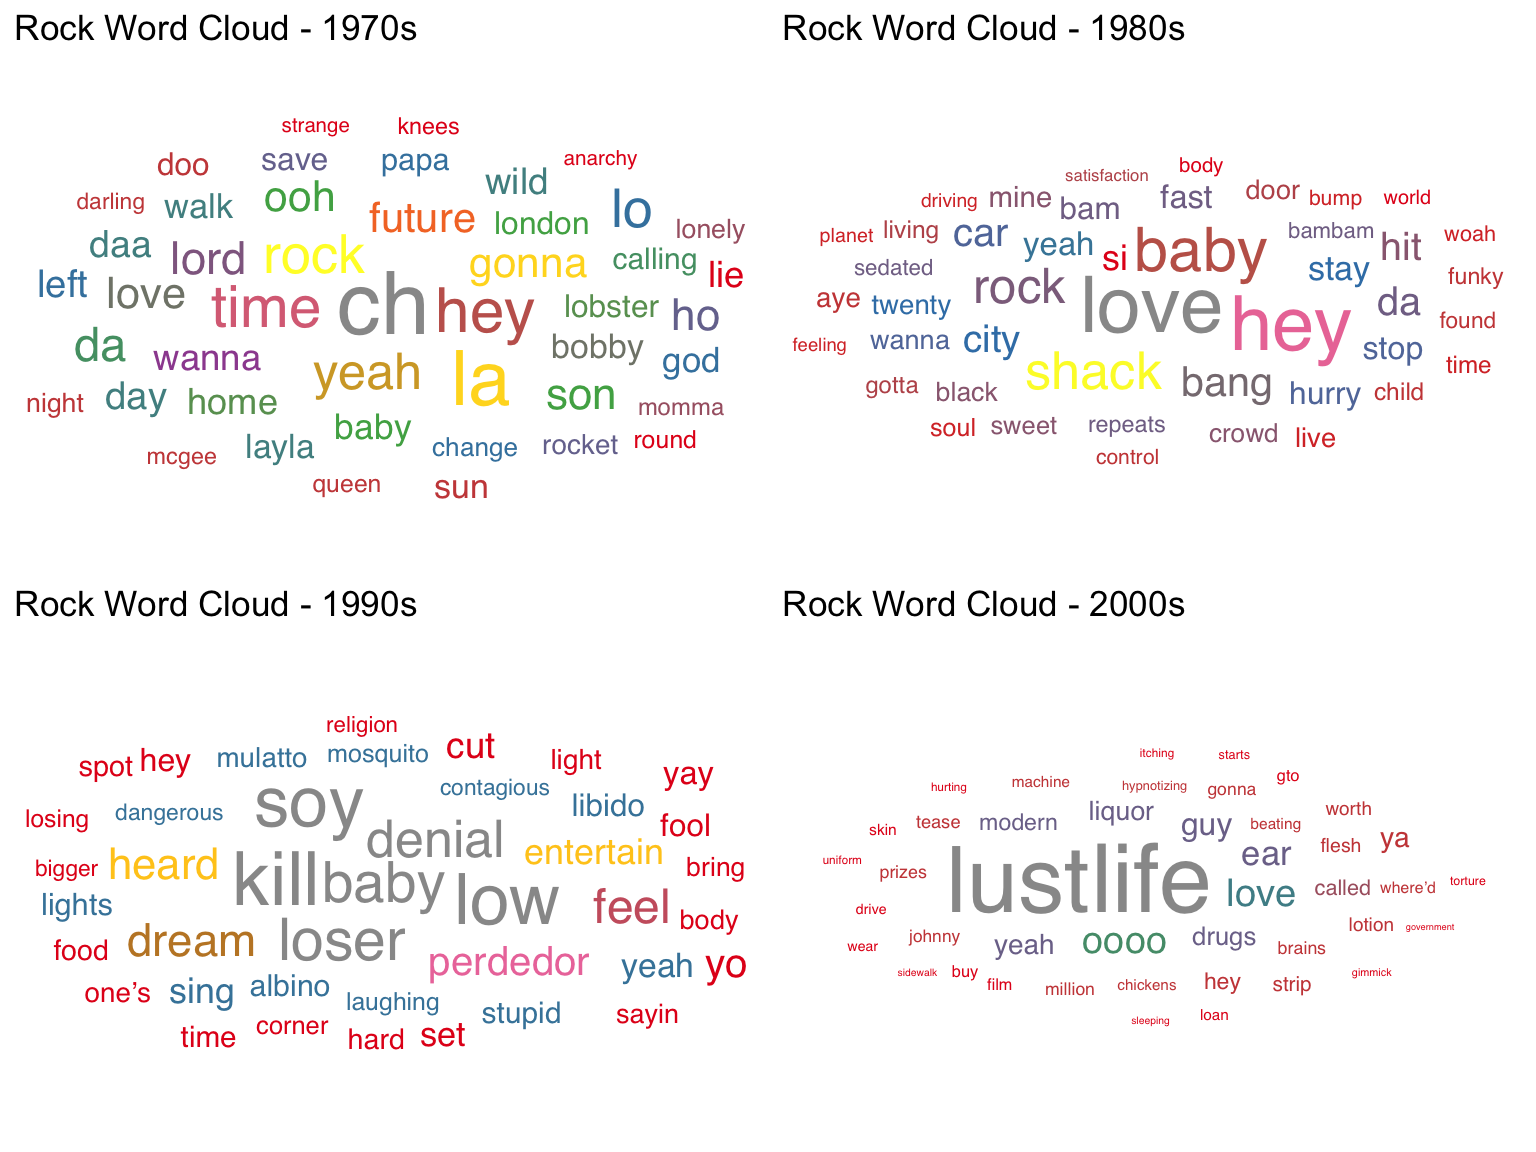 Rock Word Cloud - 1970s
strange knees
doo save papa anarchy
darling walk ooh wild
future london lo lonely
daa lord rock gonna calling lie
left love time ch hey lobster ho
da wanna yeah la bobby god
night day home baby son momma
mcgee layla change rocket round
queen sun
Rock Word Cloud - 1980s
satisfaction body
driving mine bam fast door bump world
planet living car yeah si baby bambam hit woah
sedated rock love stay funky
aye twenty hey da found
feeling wanna city shack stop time
gotta black bang hurry child
soul sweet repeats crowd live
control
Rock Word Cloud - 1990s
religion
spot hey mulatto mosquito cut light yay
losing dangerous soy contagious libido fool
bigger heard denial entertain bring
lights kill baby low feel body
food dream loser perdedor yeah yo
one's sing albino laughing stupid sayin
time corner hard set
Rock Word Cloud - 2000s
itching starts
hurting machine hypnotizing gonna gto
skin tease modern liquor guy beating worth
uniform prizes ear flesh ya
lustlife love called where'd torture
drive johnny yeah oooo drugs lotion government
wear brains
sidewalk buy film million chickens hey strip gimmick
sleeping loan